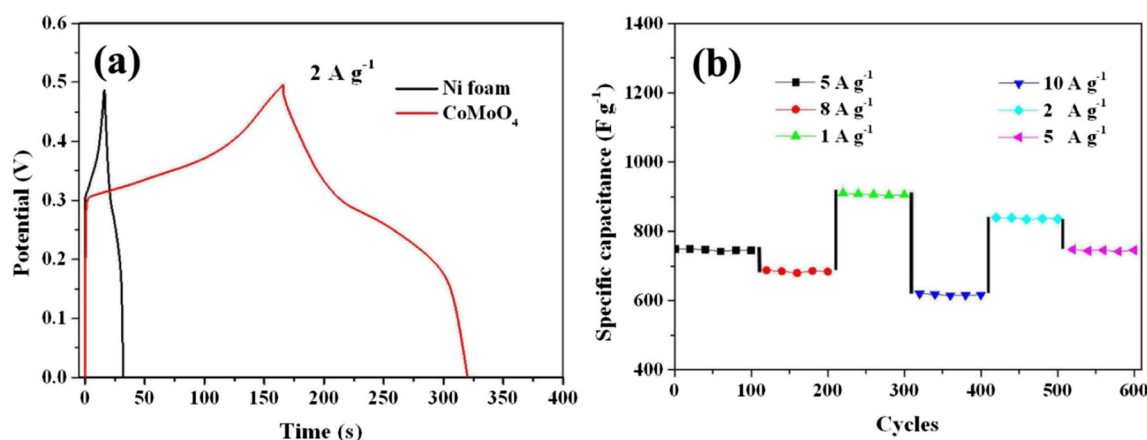 (a)
2 A g⁻¹
Ni foam
CoMoO₄
0.6
0.5
0.4
0.3
0.2
0.1
0.0
Potential (V)
0 50 100 150 200 250 300 350 400
Time (s)
(b)
5 A g⁻¹
8 A g⁻¹
1 A g⁻¹
10 A g⁻¹
2 A g⁻¹
5 A g⁻¹
1400
1200
1000
800
600
400
Specific capacitance (F g⁻¹)
0 100 200 300 400 500 600
Cycles